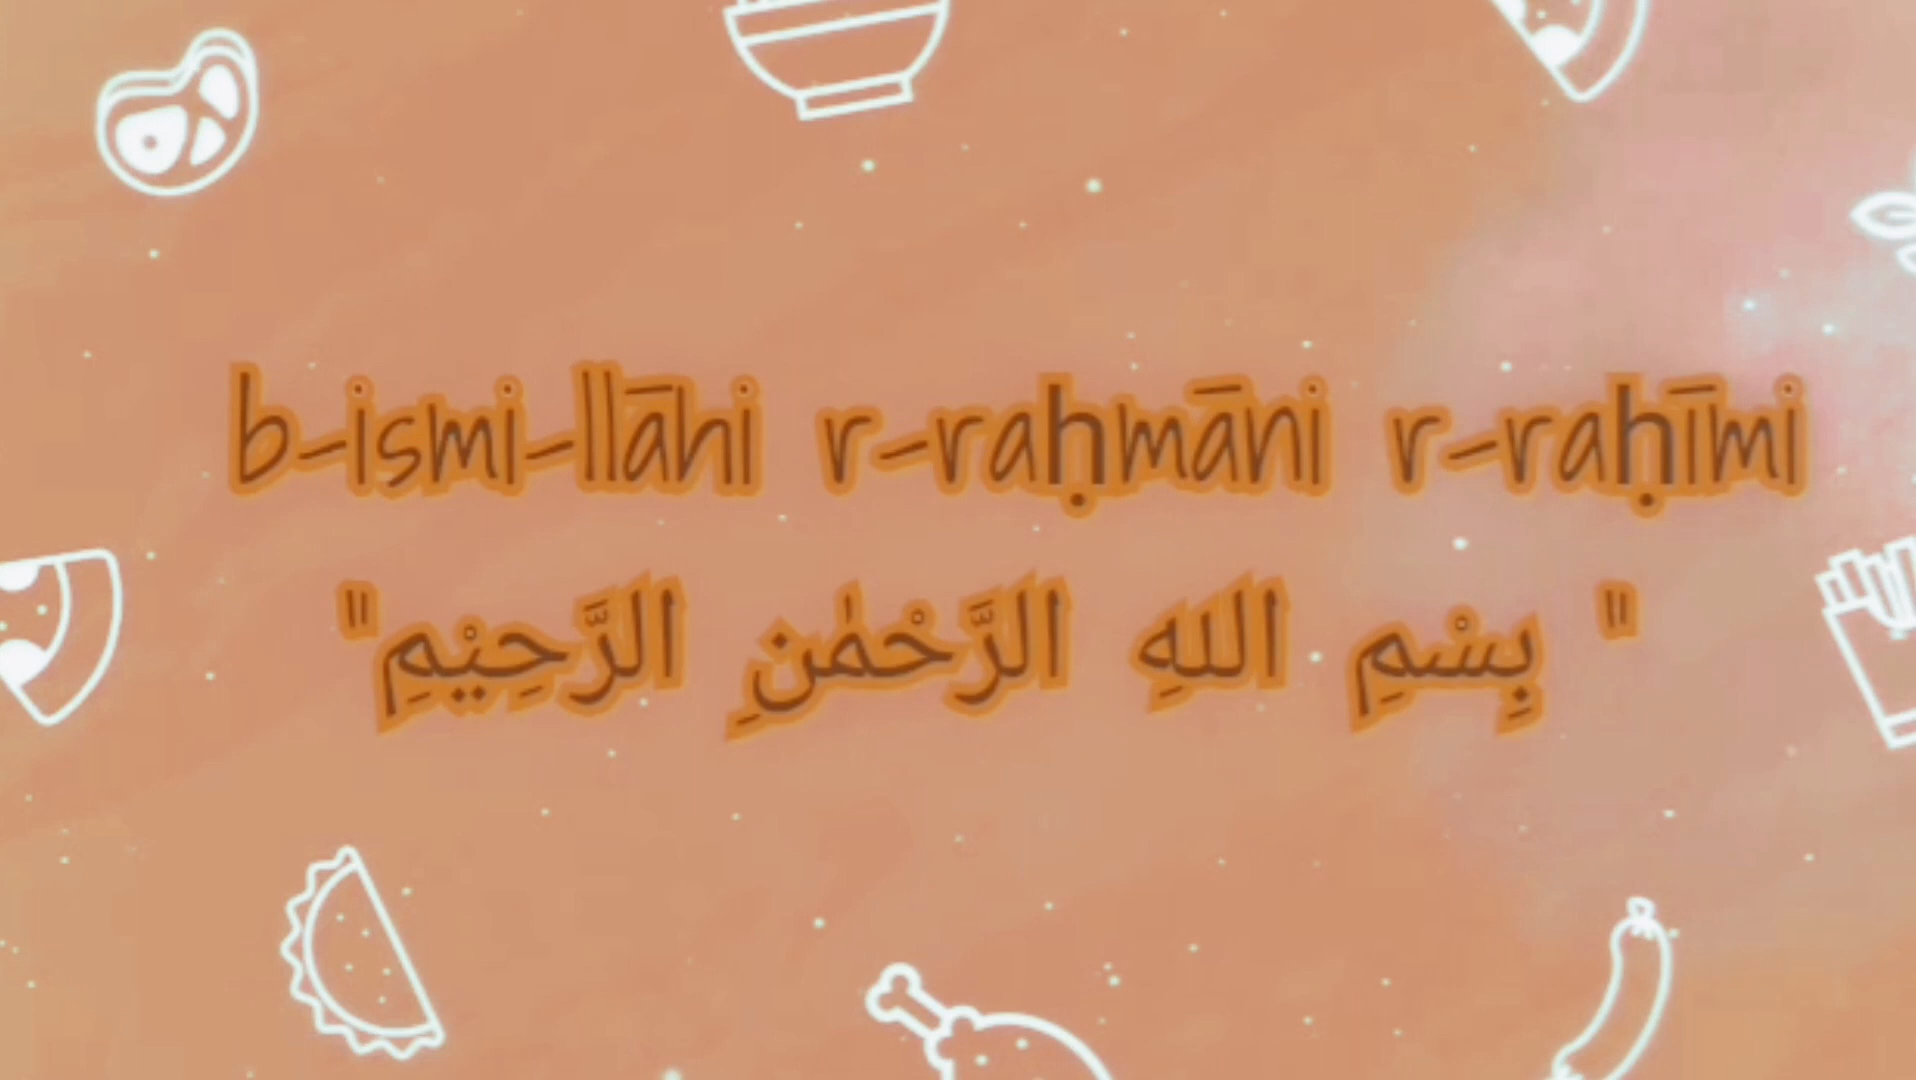 b-ismi-llāhi r-raḥmāni r-raḥīmi
" بِسْمِ اللهِ الرَّحْمٰنِ الرَّحِيْمِ"